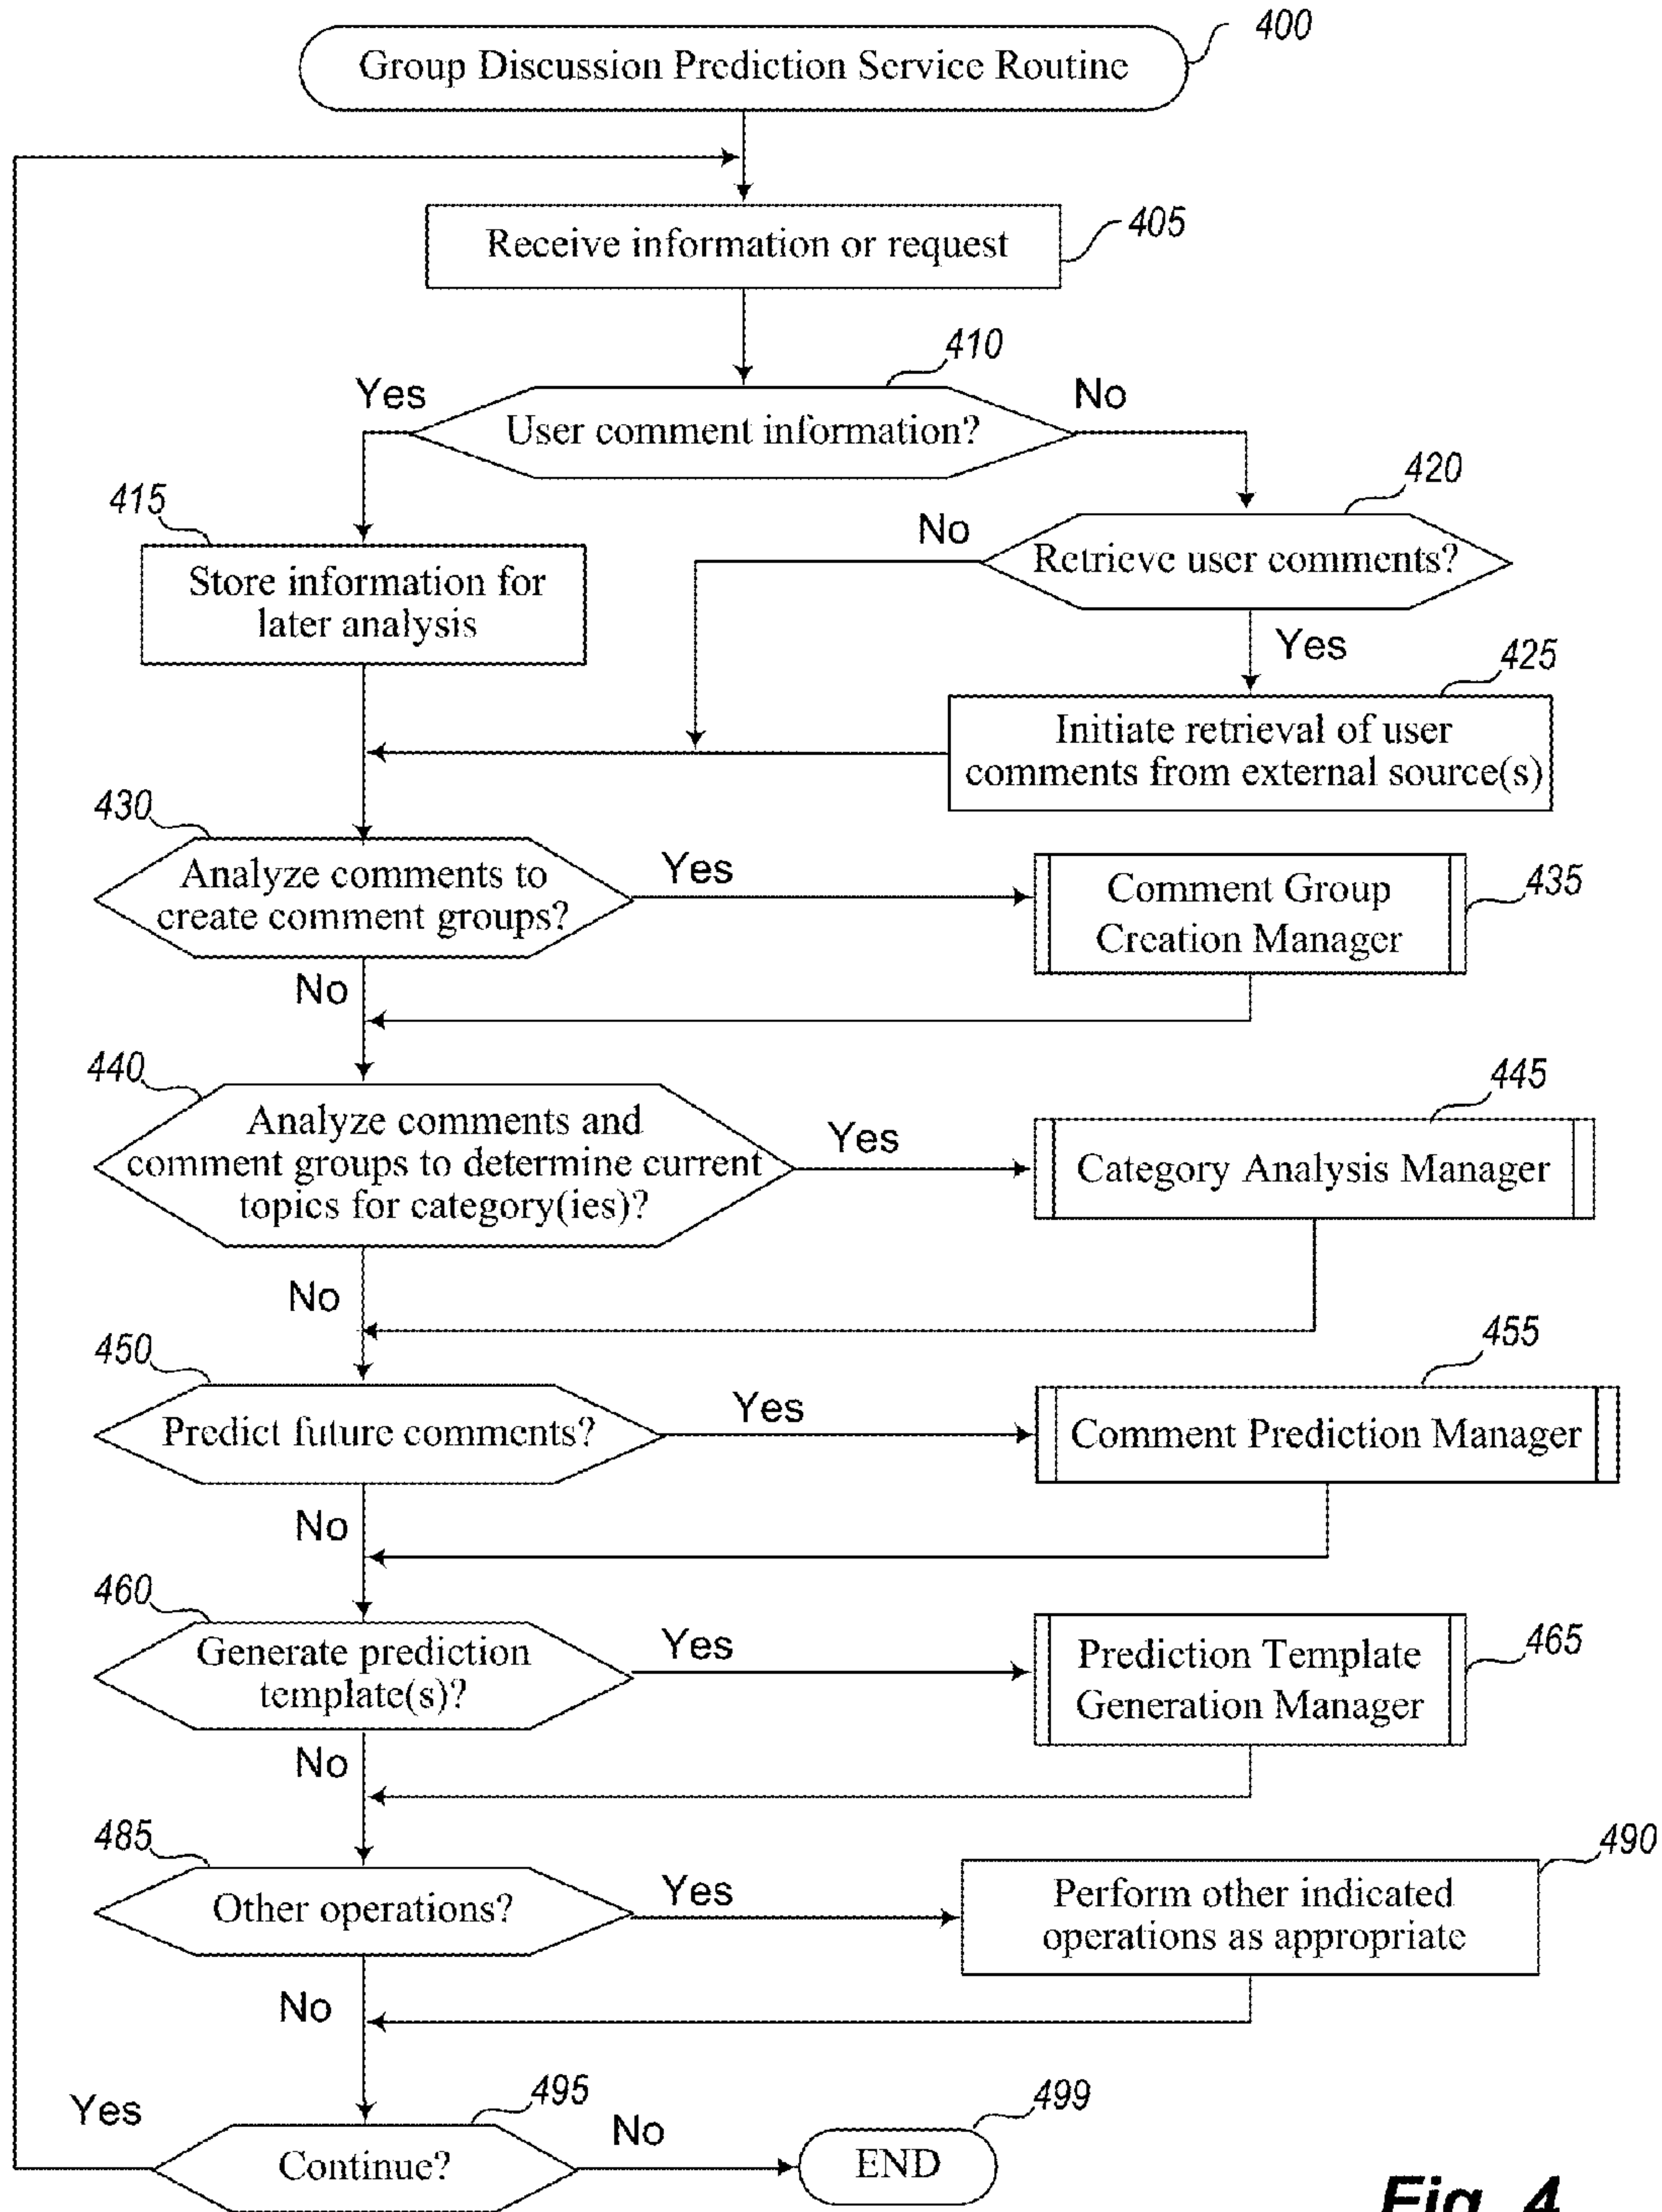 400
Group Discussion Prediction Service Routine
Receive information or request
405
410
Yes
No
User comment information?
420
415
No
Retrieve user comments?
Store information for
later analysis
Yes
425
Initiate retrieval of user
comments from external source(s)
430
Analyze comments to
create comment groups?
Yes
Comment Group
Creation Manager
435
No
440
445
Analyze comments and
comment groups to determine current
topics for category(ies)?
Yes
Category Analysis Manager
No
450
455
Predict future comments?
Yes
Comment Prediction Manager
No
460
Generate prediction
template(s)?
Yes
Prediction Template
Generation Manager
465
No
485
490
Other operations?
Yes
Perform other indicated
operations as appropriate
No
Yes
495
499
Continue?
No
END
Fig. 4